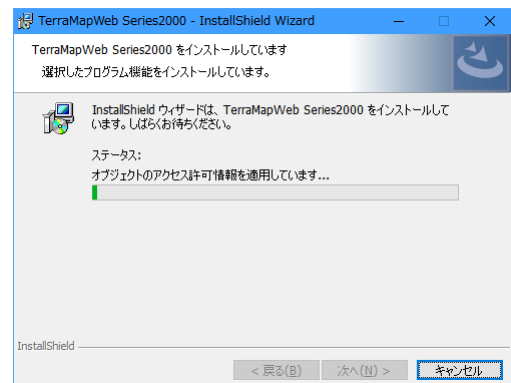 TerraMapWeb Series2000 - InstallShield Wizard
TerraMapWeb Series2000 をインストールしています
選択したプログラム機能をインストールしています。
InstallShield ウィザードは、TerraMapWeb Series2000 をインストールして
います。しばらくお待ちください。
ステータス:
オブジェクトのアクセス許可情報を適用しています...
InstallShield
< 戻る(B) 次へ(N) > キャンセル